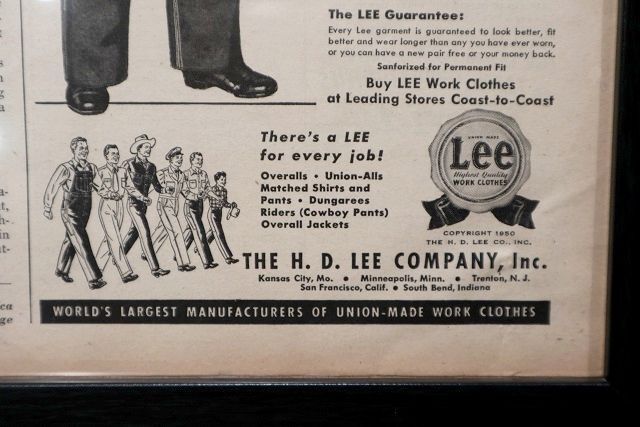 The LEE Guarantee:
Every Lee garment is guaranteed to look better, fit
better and wear longer than any you have ever worn,
or you can have a new pair free or your money back.
Sanforized for Permanent Fit
Buy LEE Work Clothes
at Leading Stores Coast-to-Coast
There's a LEE
for every job!
Overalls • Union-Alls
Matched Shirts and
Pants • Dungarees
Riders (Cowboy Pants)
Overall Jackets
UNION MADE
Lee
Highest Quality
WORK CLOTHES
COPYRIGHT 1950
THE H. D. LEE CO., INC.
THE H. D. LEE COMPANY, Inc.
Kansas City, Mo. • Minneapolis, Minn. • Trenton, N. J.
San Francisco, Calif. • South Bend, Indiana
WORLD'S LARGEST MANUFACTURERS OF UNION-MADE WORK CLOTHES